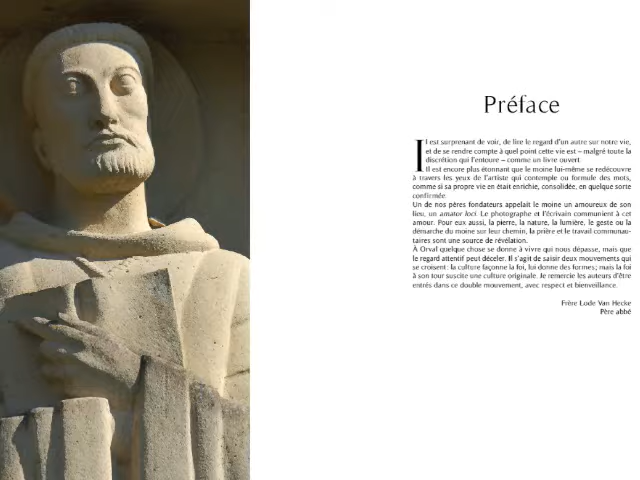 Préface
Il est surprenant de voir, de lire le regard d'un autre sur notre vie,
et de se rendre compte à quel point cette vie est – malgré toute la
discrétion qui l'entoure – comme un livre ouvert.
Il est encore plus étonnant que le moine lui-même se redécouvre
à travers les yeux de l'artiste qui contemple ou formule des mots,
comme si sa propre vie en était enrichie, consolidée, en quelque sorte
confirmée.
Un de nos pères fondateurs appelait le moine un amoureux de son
lieu, un amator loci. Le photographe et l'écrivain communient à cet
amour. Pour eux aussi, la pierre, la nature, la lumière, le geste ou la
démarche du moine sur leur chemin, la prière et le travail communau-
taires sont une source de révélation.
À Orval quelque chose se donne à vivre qui nous dépasse, mais que
le regard attentif peut déceler. Il s'agit de saisir deux mouvements qui
se croisent: la culture façonne la foi, lui donne des formes; mais la foi
à son tour suscite une culture originale. Je remercie les auteurs d'être
entrés dans ce double mouvement, avec respect et bienveillance.
Frère Lode Van Hecke
Père abbé